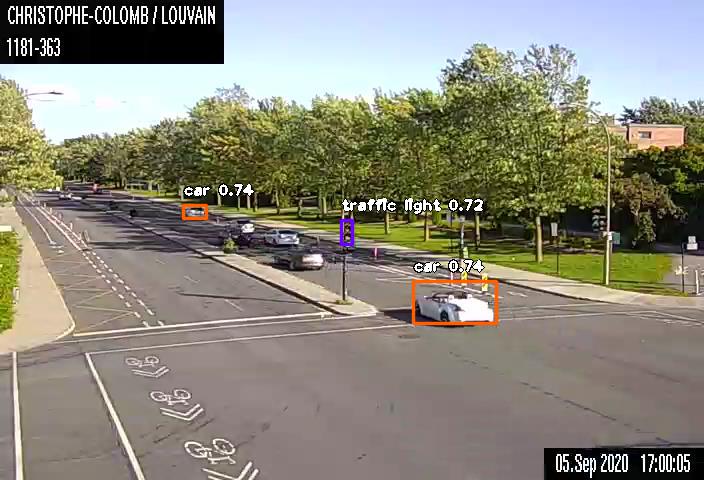 CHRISTOPHE-COLOMB / LOUVAIN
1181-363
car 0.74
traffic light 0.72
car 0.74
05.Sep 2020 17:00:05